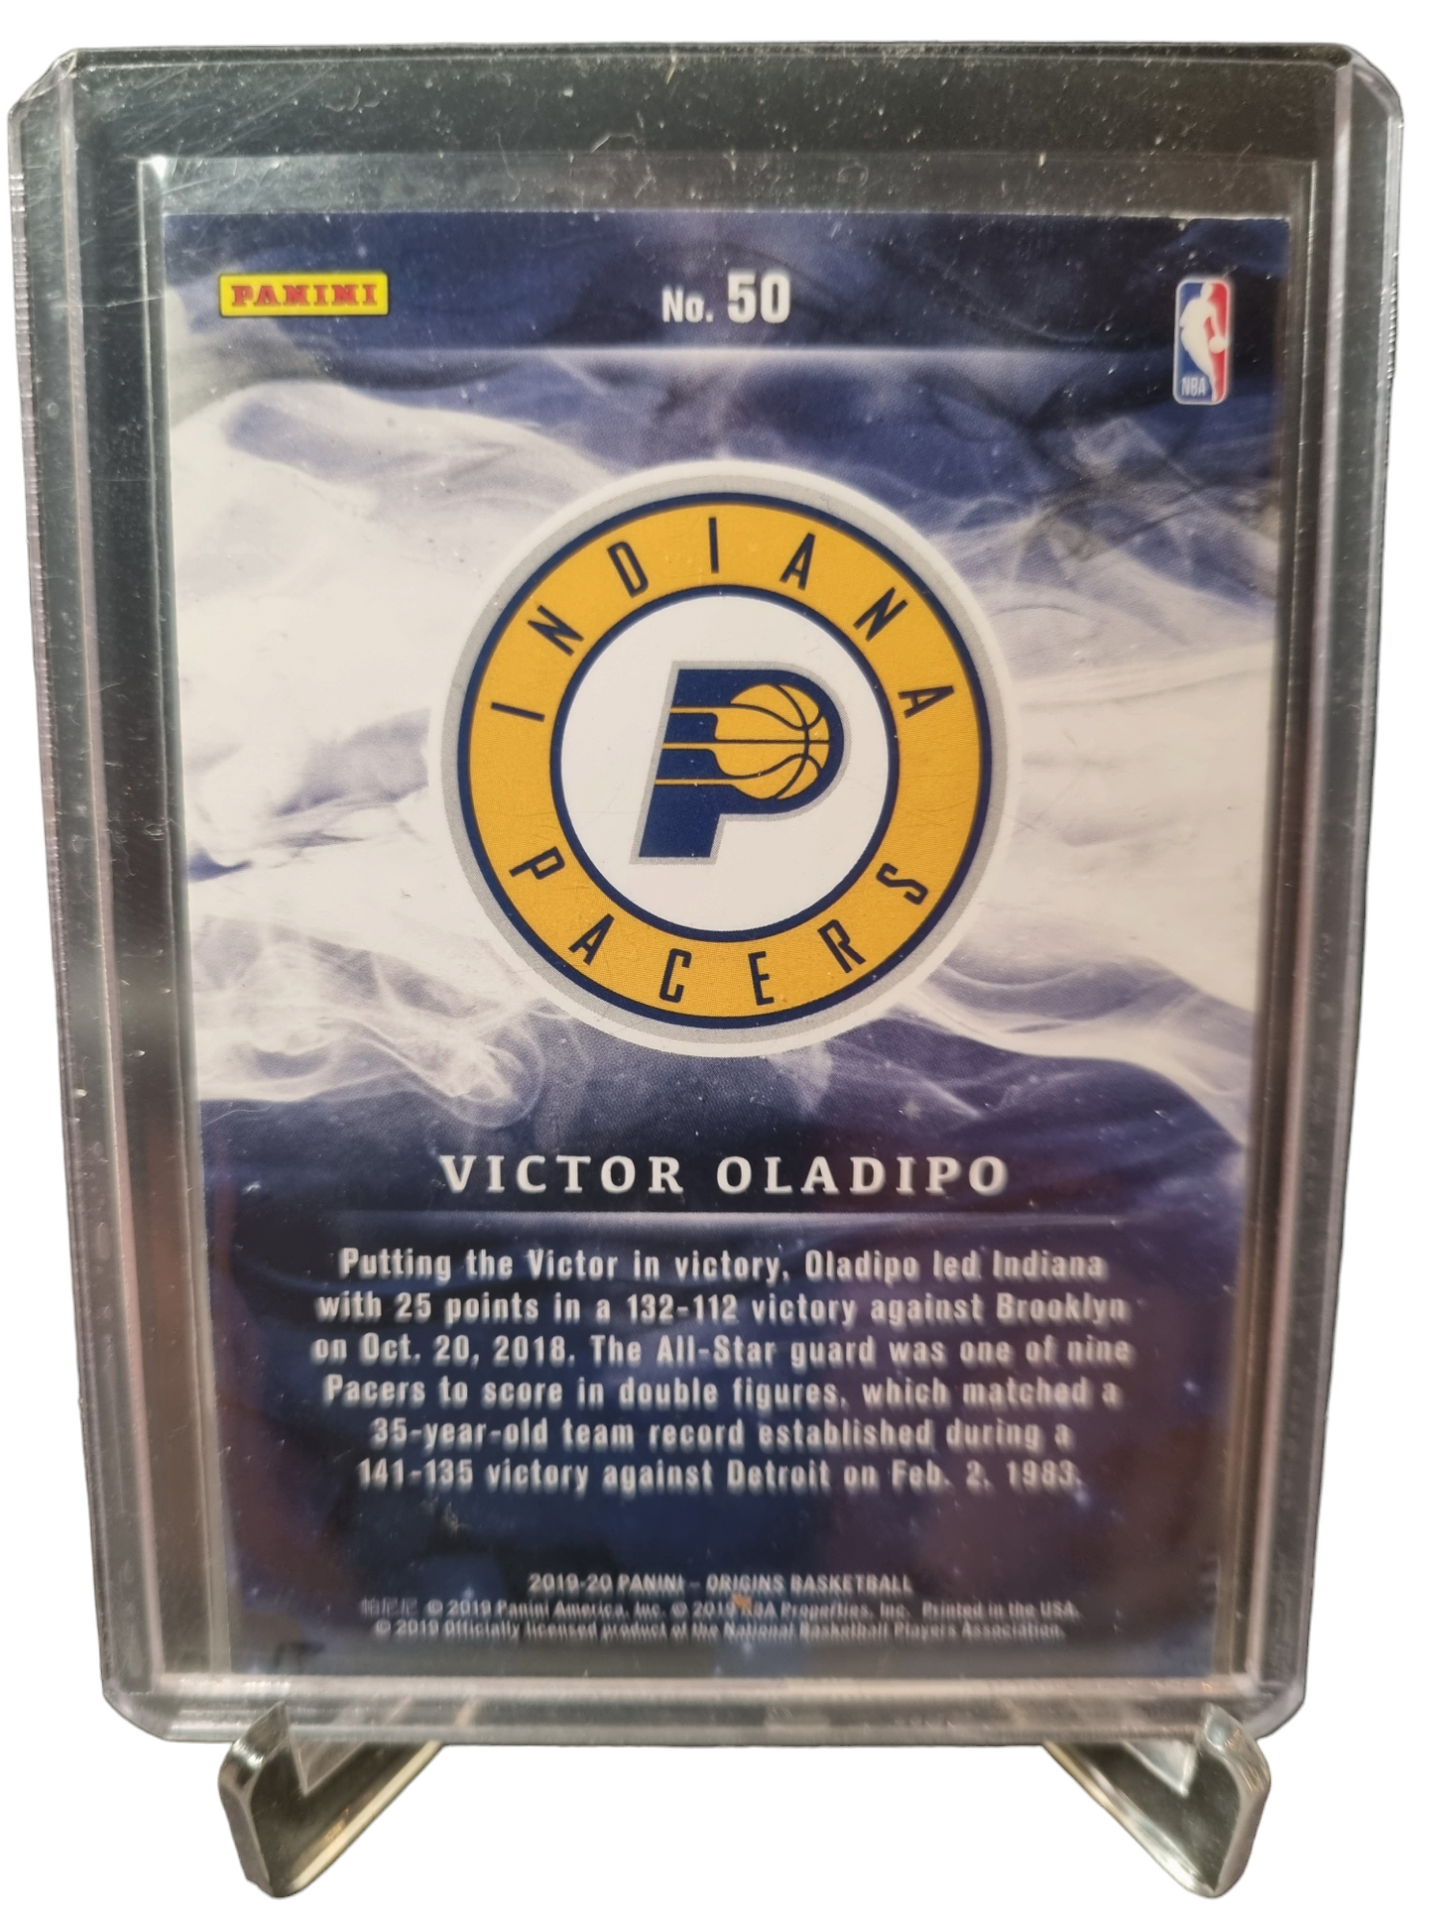 PANINI
No. 50
NBA
INDIANA
P
PACERS
VICTOR OLADIPO
Putting the Victor in victory, Oladipo led Indiana
with 25 points in a 132-112 victory against Brooklyn
on Oct. 20, 2018. The All-Star guard was one of nine
Pacers to score in double figures, which matched a
35-year-old team record established during a
141-135 victory against Detroit on Feb. 2, 1983.
2019-20 PANINI – ORIGINS BASKETBALL
帕尼尼 © 2019 Panini America, Inc. © 2019 NBA Properties, Inc. Printed in the USA.
© 2019 Officially licensed product of the National Basketball Players Association.